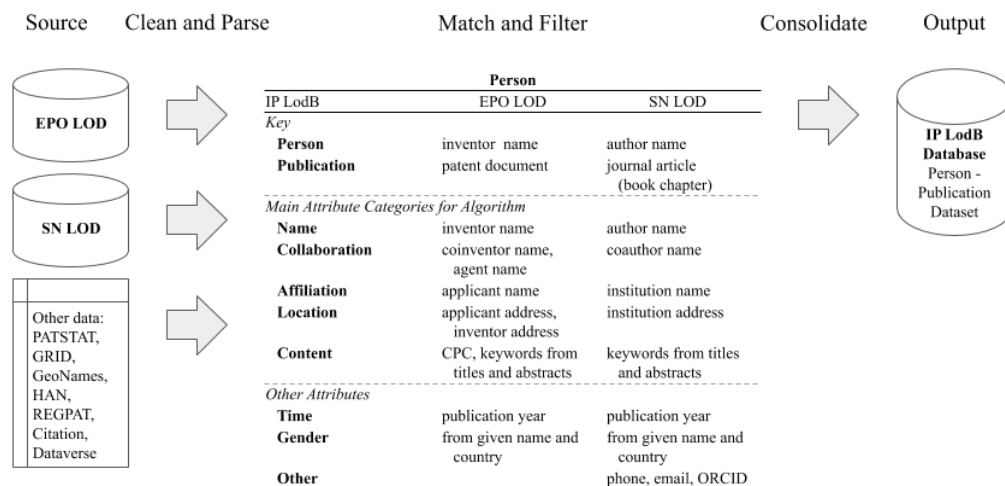 Source Clean and Parse Match and Filter Consolidate Output
EPO LOD
SN LOD
Other data:
PATSTAT,
GRID,
GeoNames,
HAN,
REGPAT,
Citation,
Dataverse
Person
IP LodB EPO LOD SN LOD
Key
Person inventor name author name
Publication patent document journal article
(book chapter)
Main Attribute Categories for Algorithm
Name inventor name author name
Collaboration coinventor name, coauthor name
agent name
Affiliation applicant name institution name
Location applicant address, institution address
inventor address
Content CPC, keywords from keywords from titles
titles and abstracts and abstracts
Other Attributes
Time publication year publication year
Gender from given name and from given name and
country country
Other phone, email, ORCID
IP LodB
Database
Person -
Publication
Dataset